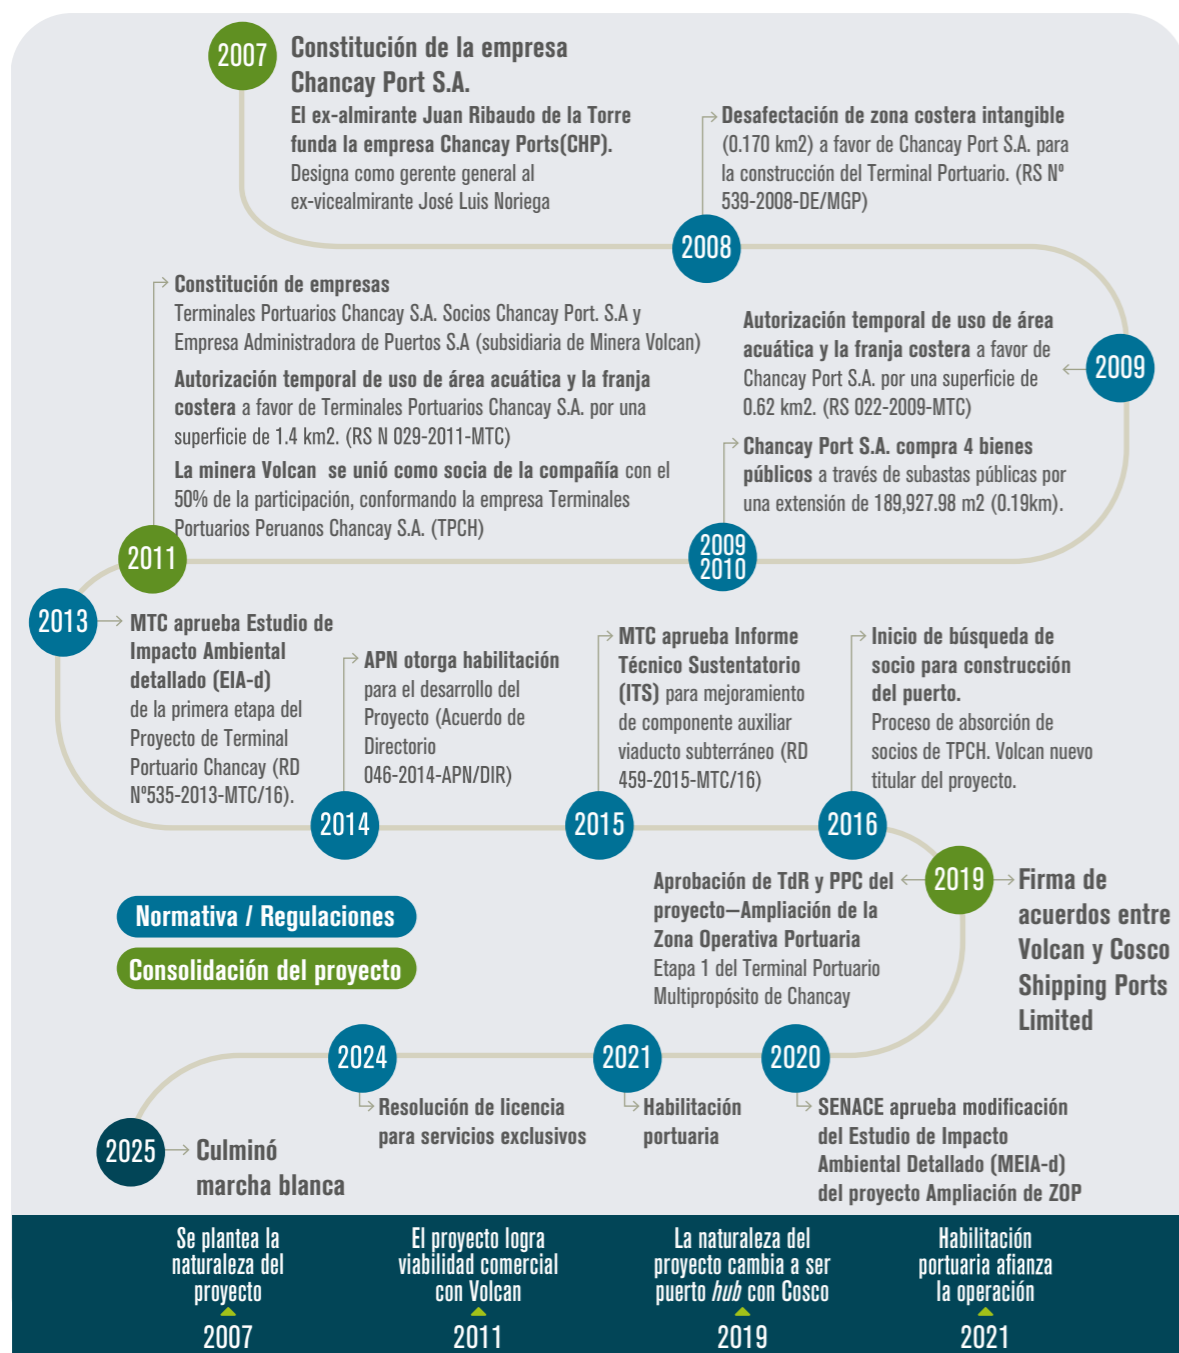 2007
Constitución de la empresa
Chancay Port S.A.
El ex-almirante Juan Ribaudo de la Torre
funda la empresa Chancay Ports(CHP).
Designa como gerente general al
ex-vicealmirante José Luis Noriega
Desafectación de zona costera intangible
(0.170 km2) a favor de Chancay Port S.A. para
la construcción del Terminal Portuario. (RS Nº
539-2008-DE/MGP)
2008
Autorización temporal de uso de área
acuática y la franja costera a favor de
Chancay Port S.A. por una superficie de
0.62 km2. (RS 022-2009-MTC)
2009
Chancay Port S.A. compra 4 bienes
públicos a través de subastas públicas por
una extensión de 189,927.98 m2 (0.19km).
2009
2010
Constitución de empresas
Terminales Portuarios Chancay S.A. Socios Chancay Port. S.A y
Empresa Administradora de Puertos S.A (subsidiaria de Minera Volcan)
Autorización temporal de uso de área acuática y la franja
costera a favor de Terminales Portuarios Chancay S.A. por una
superficie de 1.4 km2. (RS N 029-2011-MTC)
La minera Volcan se unió como socia de la compañía con el
50% de la participación, conformando la empresa Terminales
Portuarios Peruanos Chancay S.A. (TPCH)
2011
2013
MTC aprueba Estudio de
Impacto Ambiental
detallado (EIA-d)
de la primera etapa del
Proyecto de Terminal
Portuario Chancay (RD
Nº535-2013-MTC/16).
APN otorga habilitación
para el desarrollo del
Proyecto (Acuerdo de
Directorio
046-2014-APN/DIR)
2014
MTC aprueba Informe
Técnico Sustentatorio
(ITS) para mejoramiento
de componente auxiliar
viaducto subterráneo (RD
459-2015-MTC/16)
2015
Inicio de búsqueda de
socio para construcción
del puerto.
Proceso de absorción de
socios de TPCH. Volcan nuevo
titular del proyecto.
2016
Aprobación de TdR y PPC del
proyecto—Ampliación de la
Zona Operativa Portuaria
Etapa 1 del Terminal Portuario
Multipropósito de Chancay
2019
Firma de
acuerdos entre
Volcan y Cosco
Shipping Ports
Limited
Normativa / Regulaciones
Consolidación del proyecto
2020
SENACE aprueba modificación
del Estudio de Impacto
Ambiental Detallado (MEIA-d)
del proyecto Ampliación de ZOP
2021
Habilitación
portuaria
2024
Resolución de licencia
para servicios exclusivos
2025
Culminó
marcha blanca
Se plantea la
naturaleza del
proyecto
2007
El proyecto logra
viabilidad comercial
con Volcan
2011
La naturaleza del
proyecto cambia a ser
puerto hub con Cosco
2019
Habilitación
portuaria afianza
la operación
2021